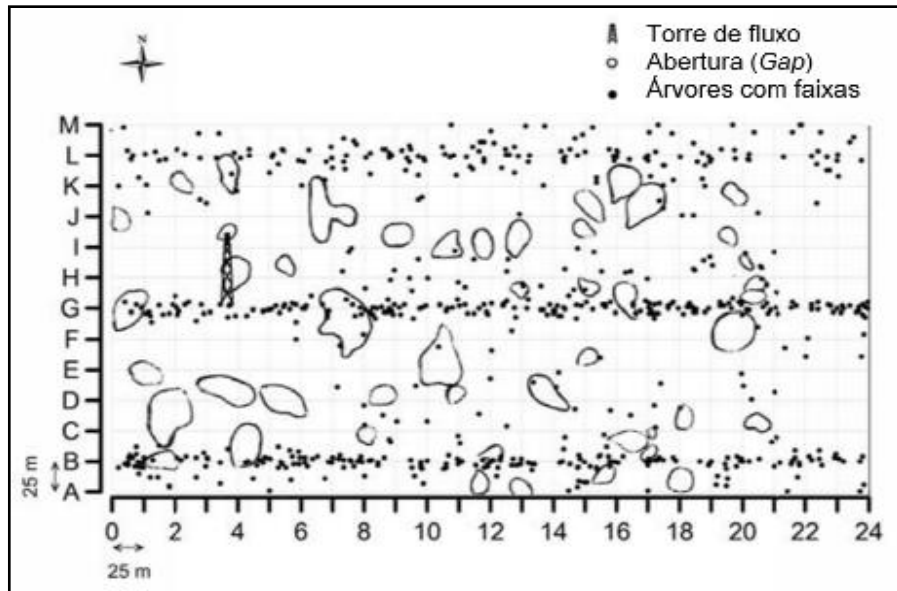 N
Torre de fluxo
Abertura (Gap)
Árvores com faixas
M
L
K
J
I
H
G
F
E
D
C
B
A
25 m
0 2 4 6 8 10 12 14 16 18 20 22 24
25 m